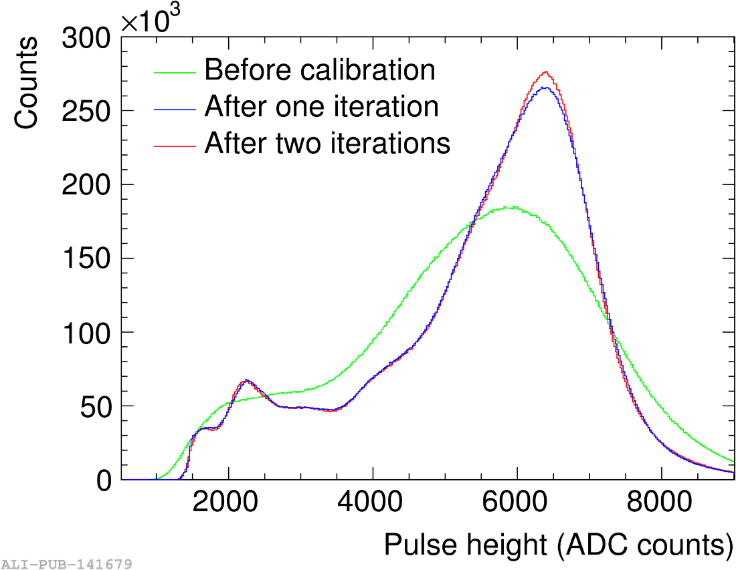 ×10³
300
250
200
150
100
50
0
Counts
Before calibration
After one iteration
After two iterations
2000 4000 6000 8000
Pulse height (ADC counts)
ALI-PUB-141679